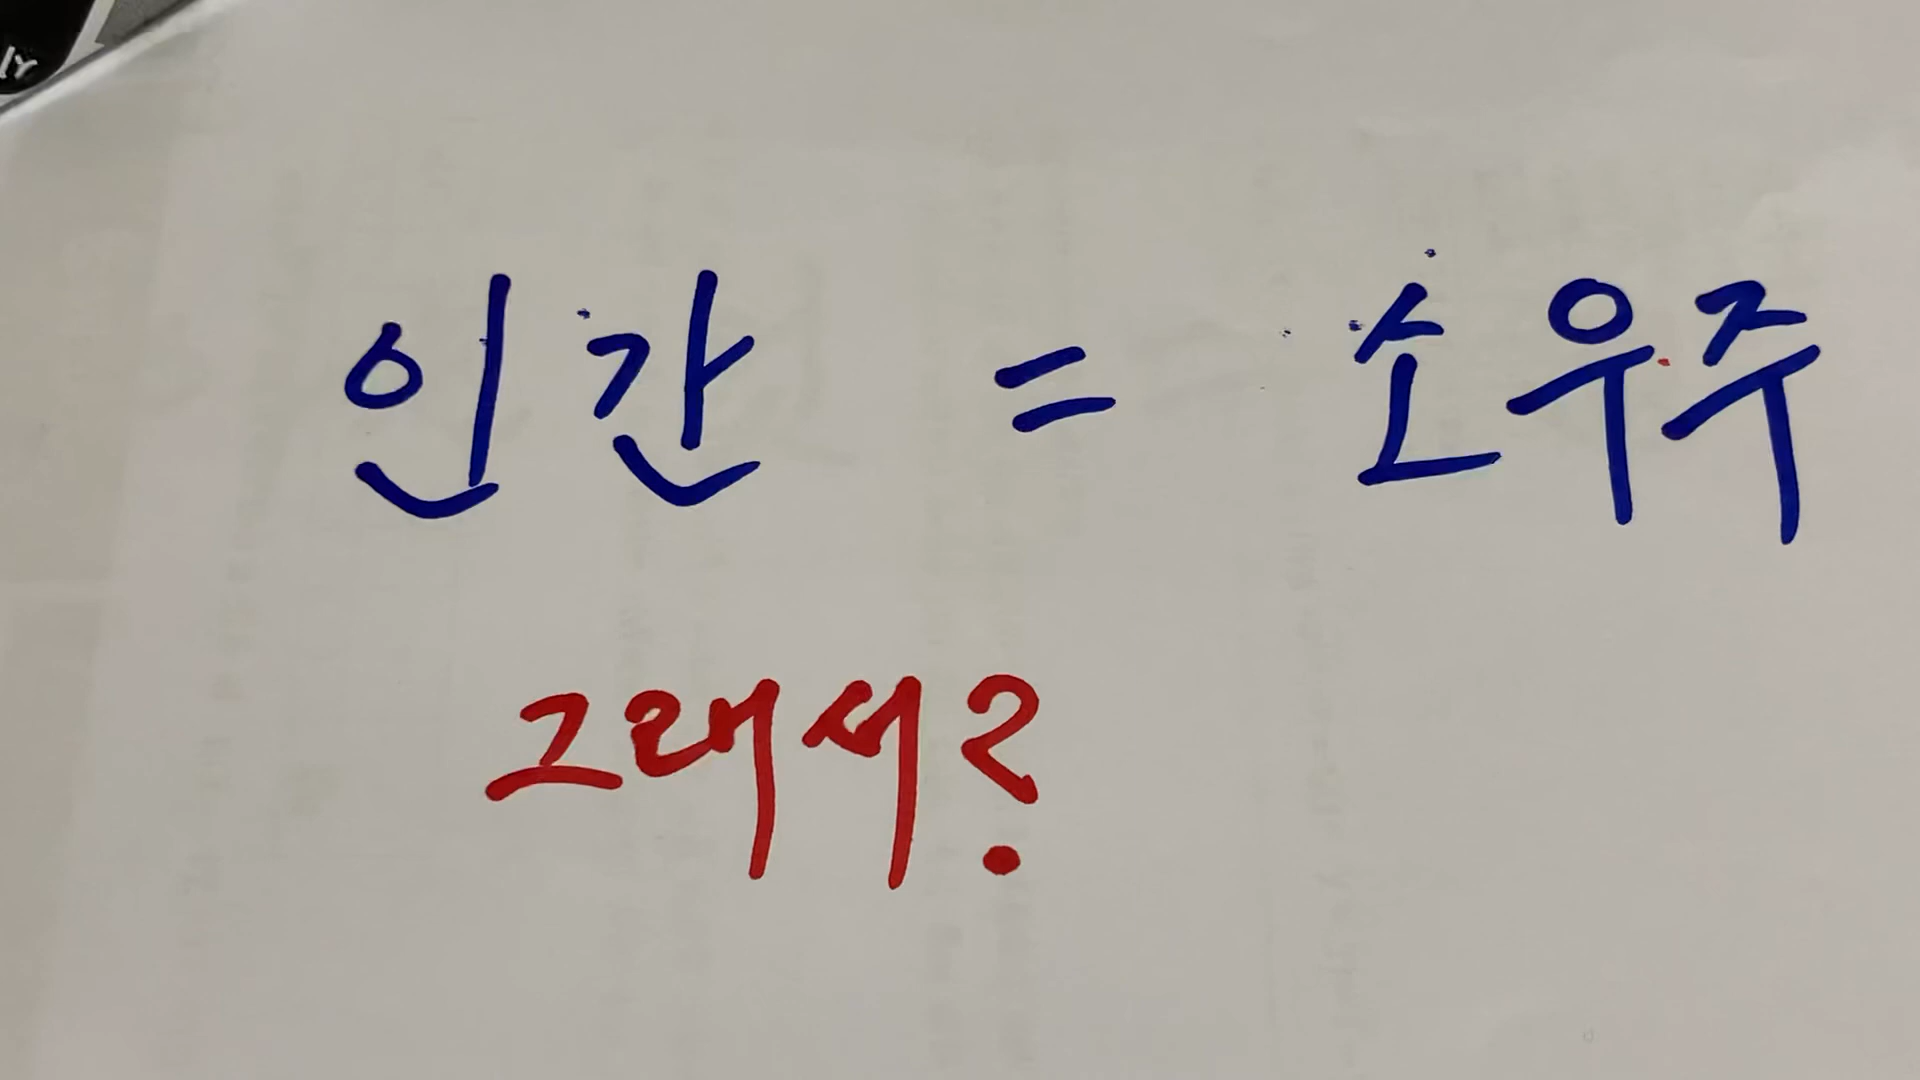 인간 = 소우주
그래서?